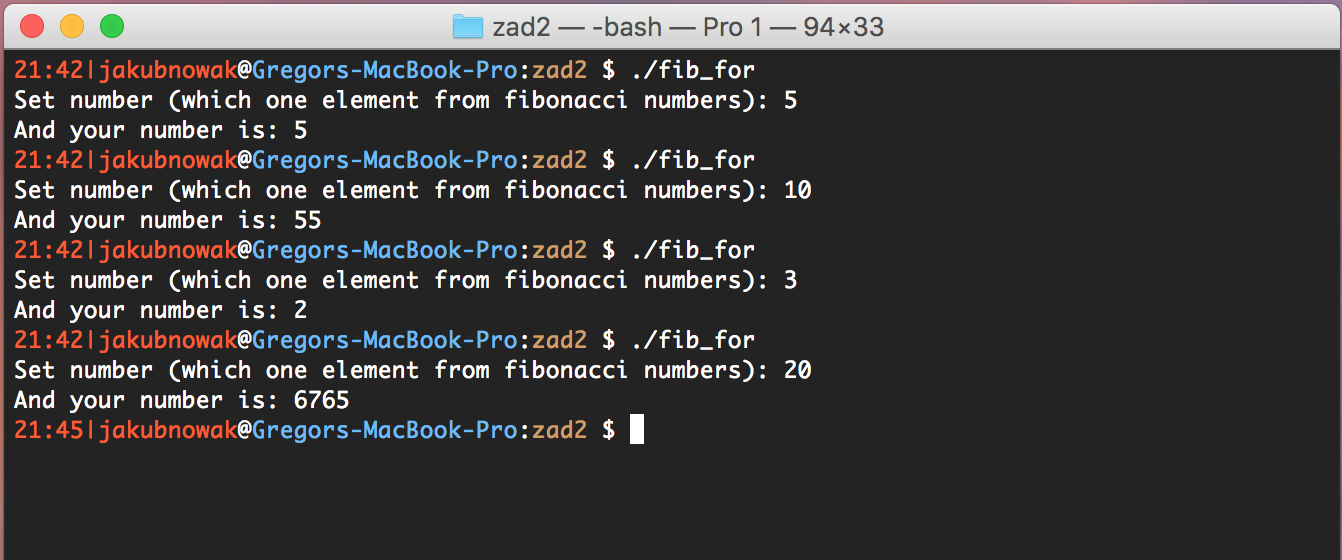 zad2 — -bash — Pro 1 — 94×33
21:42|jakubnowak@Gregors-MacBook-Pro:zad2 $ ./fib_for
Set number (which one element from fibonacci numbers): 5
And your number is: 5
21:42|jakubnowak@Gregors-MacBook-Pro:zad2 $ ./fib_for
Set number (which one element from fibonacci numbers): 10
And your number is: 55
21:42|jakubnowak@Gregors-MacBook-Pro:zad2 $ ./fib_for
Set number (which one element from fibonacci numbers): 3
And your number is: 2
21:42|jakubnowak@Gregors-MacBook-Pro:zad2 $ ./fib_for
Set number (which one element from fibonacci numbers): 20
And your number is: 6765
21:45|jakubnowak@Gregors-MacBook-Pro:zad2 $